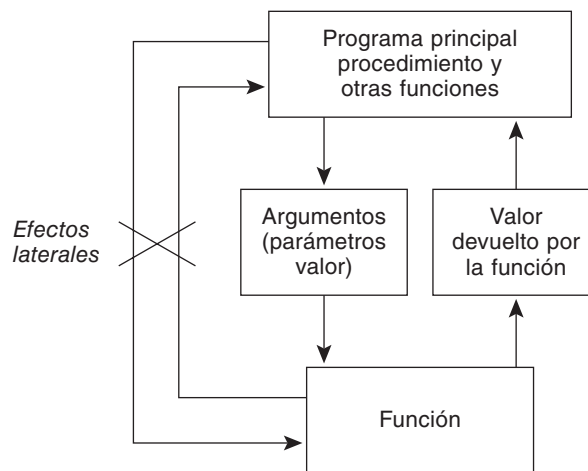 Programa principal
procedimiento y
otras funciones
Efectos
laterales
Argumentos
(parámetros
valor)
Valor
devuelto por
la función
Función